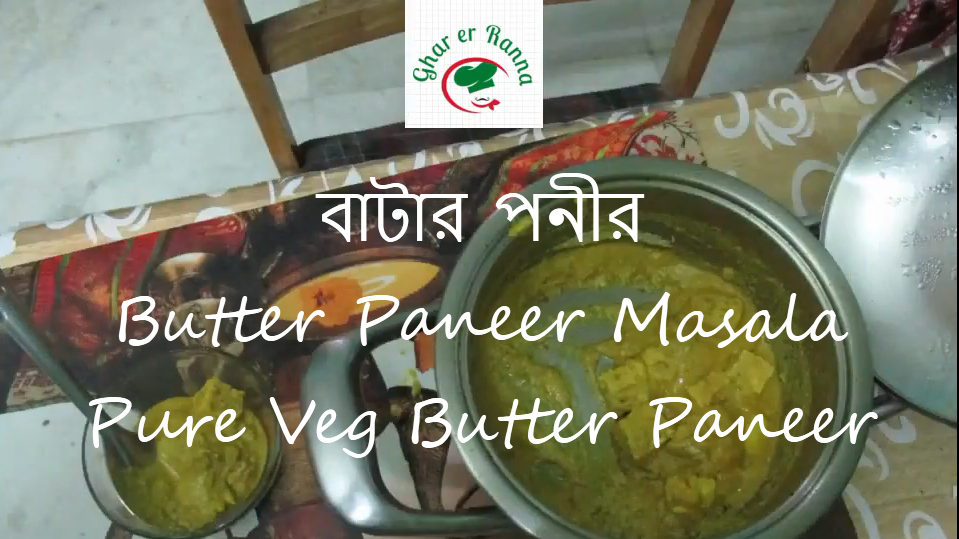 Ghar er Ranna
বাটার পনীর
Butter Paneer Masala
Pure Veg Butter Paneer